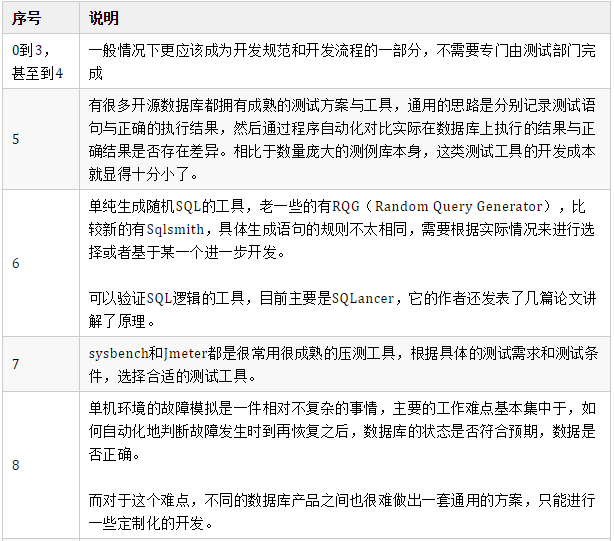 序号 说明
0到3，
甚至到4
一般情况下更应该成为开发规范和开发流程的一部分，不需要专门由测试部门完
成
5
有很多开源数据库都拥有成熟的测试方案与工具，通用的思路是分别记录测试语
句与正确的执行结果，然后通过程序自动化对比实际在数据库上执行的结果与正
确结果是否存在差异。相比于数量庞大的测例库本身，这类测试工具的开发成本
就显得十分小了。
6
单纯生成随机SQL的工具，老一些的有RQG（Random Query Generator），比
较新的有Sqlsmith，具体生成语句的规则不太相同，需要根据实际情况来进行选
择或者基于某一个进一步开发。
可以验证SQL逻辑的工具，目前主要是SQLancer，它的作者还发表了几篇论文讲
解了原理。
7
sysbench和Jmeter都是很常用很成熟的压测工具，根据具体的测试需求和测试条
件，选择合适的测试工具。
8
单机环境的故障模拟是一件相对不复杂的事情，主要的工作难点基本集中于，如
何自动化地判断故障发生时到再恢复之后，数据库的状态是否符合预期，数据是
否正确。
而对于这个难点，不同的数据库产品之间也很难做出一套通用的方案，只能进行
一些定制化的开发。